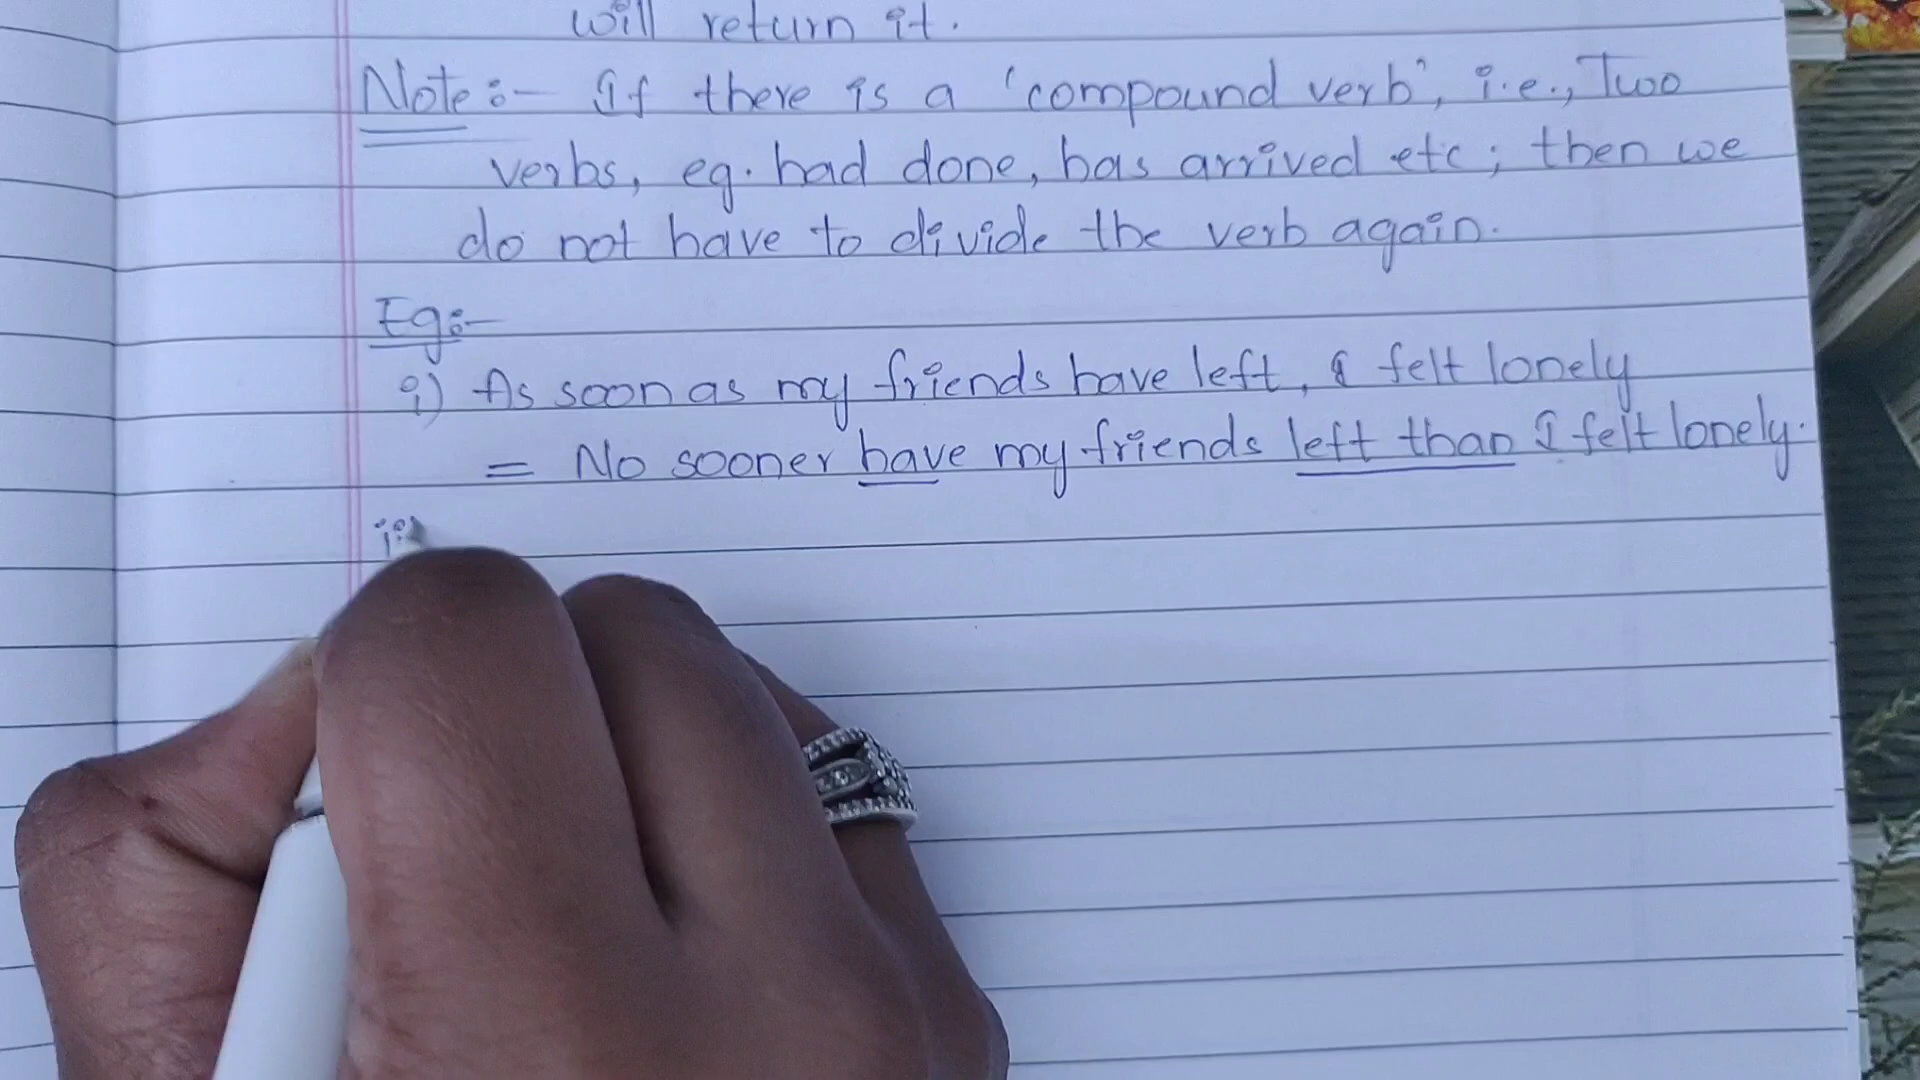 will return it.
Note:- If there is a 'compound verb', i.e., Two
verbs, eg. had done, has arrived etc; then we
do not have to divide the verb again.
Eg:-
i) As soon as my friends have left, I felt lonely
= No sooner have my friends left than I felt lonely.
ii)